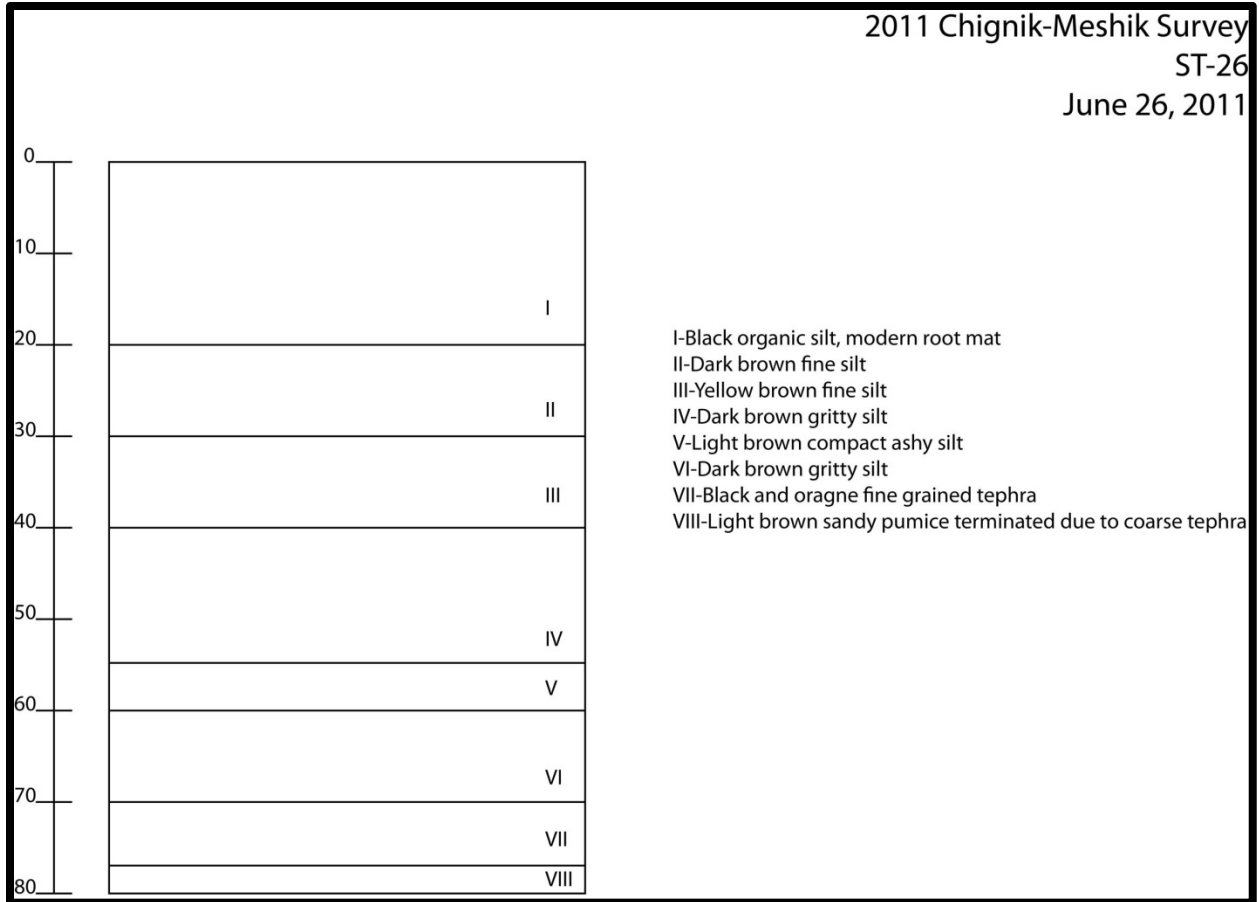 2011 Chignik-Meshik Survey
ST-26
June 26, 2011
0
10
I
20
II
30
III
40
50
IV
V
60
VI
70
VII
VIII
80
I-Black organic silt, modern root mat
II-Dark brown fine silt
III-Yellow brown fine silt
IV-Dark brown gritty silt
V-Light brown compact ashy silt
VI-Dark brown gritty silt
VII-Black and oragne fine grained tephra
VIII-Light brown sandy pumice terminated due to coarse tephra